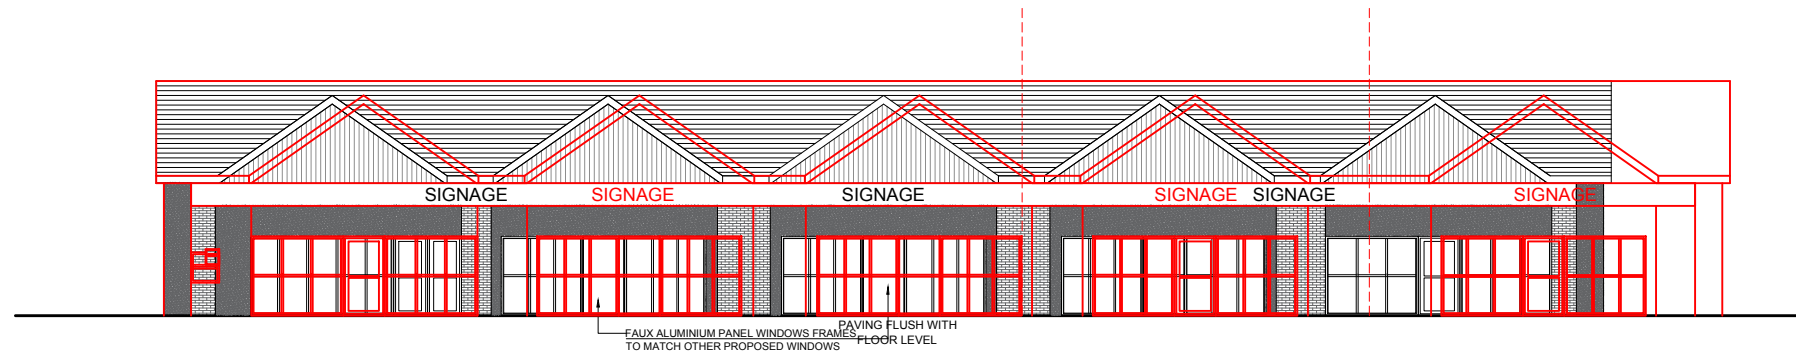 SIGNAGE SIGNAGE SIGNAGE SIGNAGE SIGNAGE SIGNAGE
FAUX ALUMINIUM PANEL WINDOWS FRAMES
TO MATCH OTHER PROPOSED WINDOWS
PAVING FLUSH WITH
FLOOR LEVEL